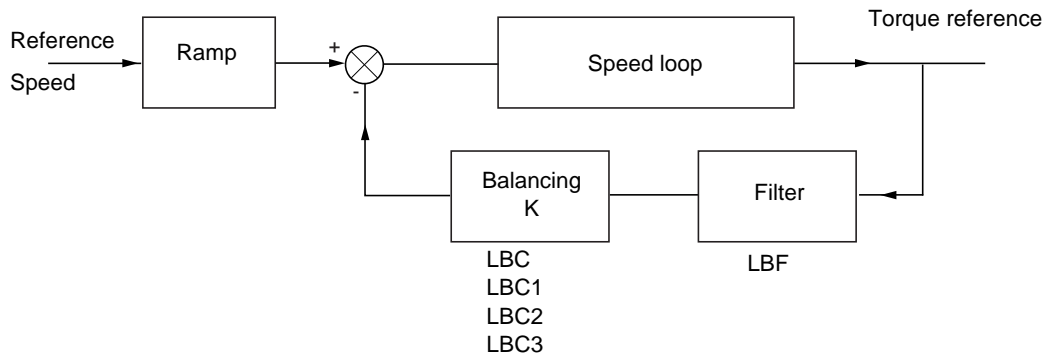 Reference
Speed
Ramp
+
-
Speed loop
Torque reference
Balancing
K
Filter
LBC
LBC1
LBC2
LBC3
LBF